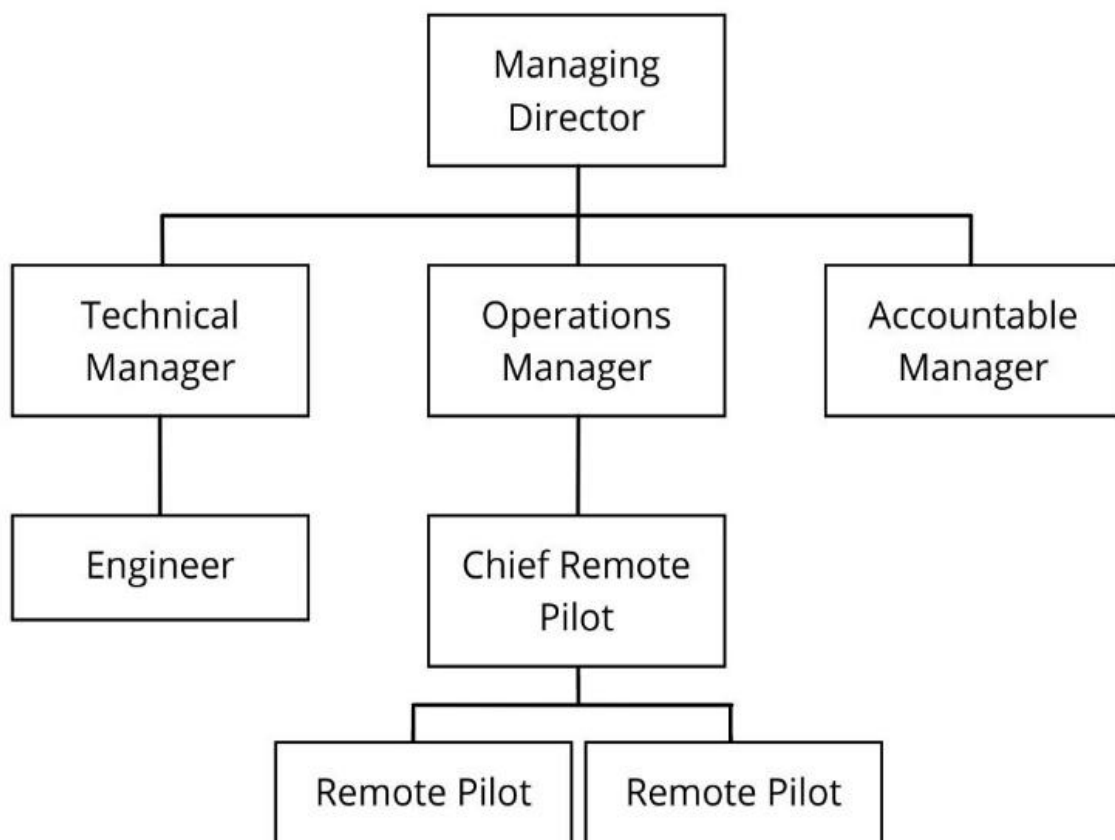 Managing
Director
Technical
Manager
Operations
Manager
Accountable
Manager
Engineer
Chief Remote
Pilot
Remote Pilot
Remote Pilot